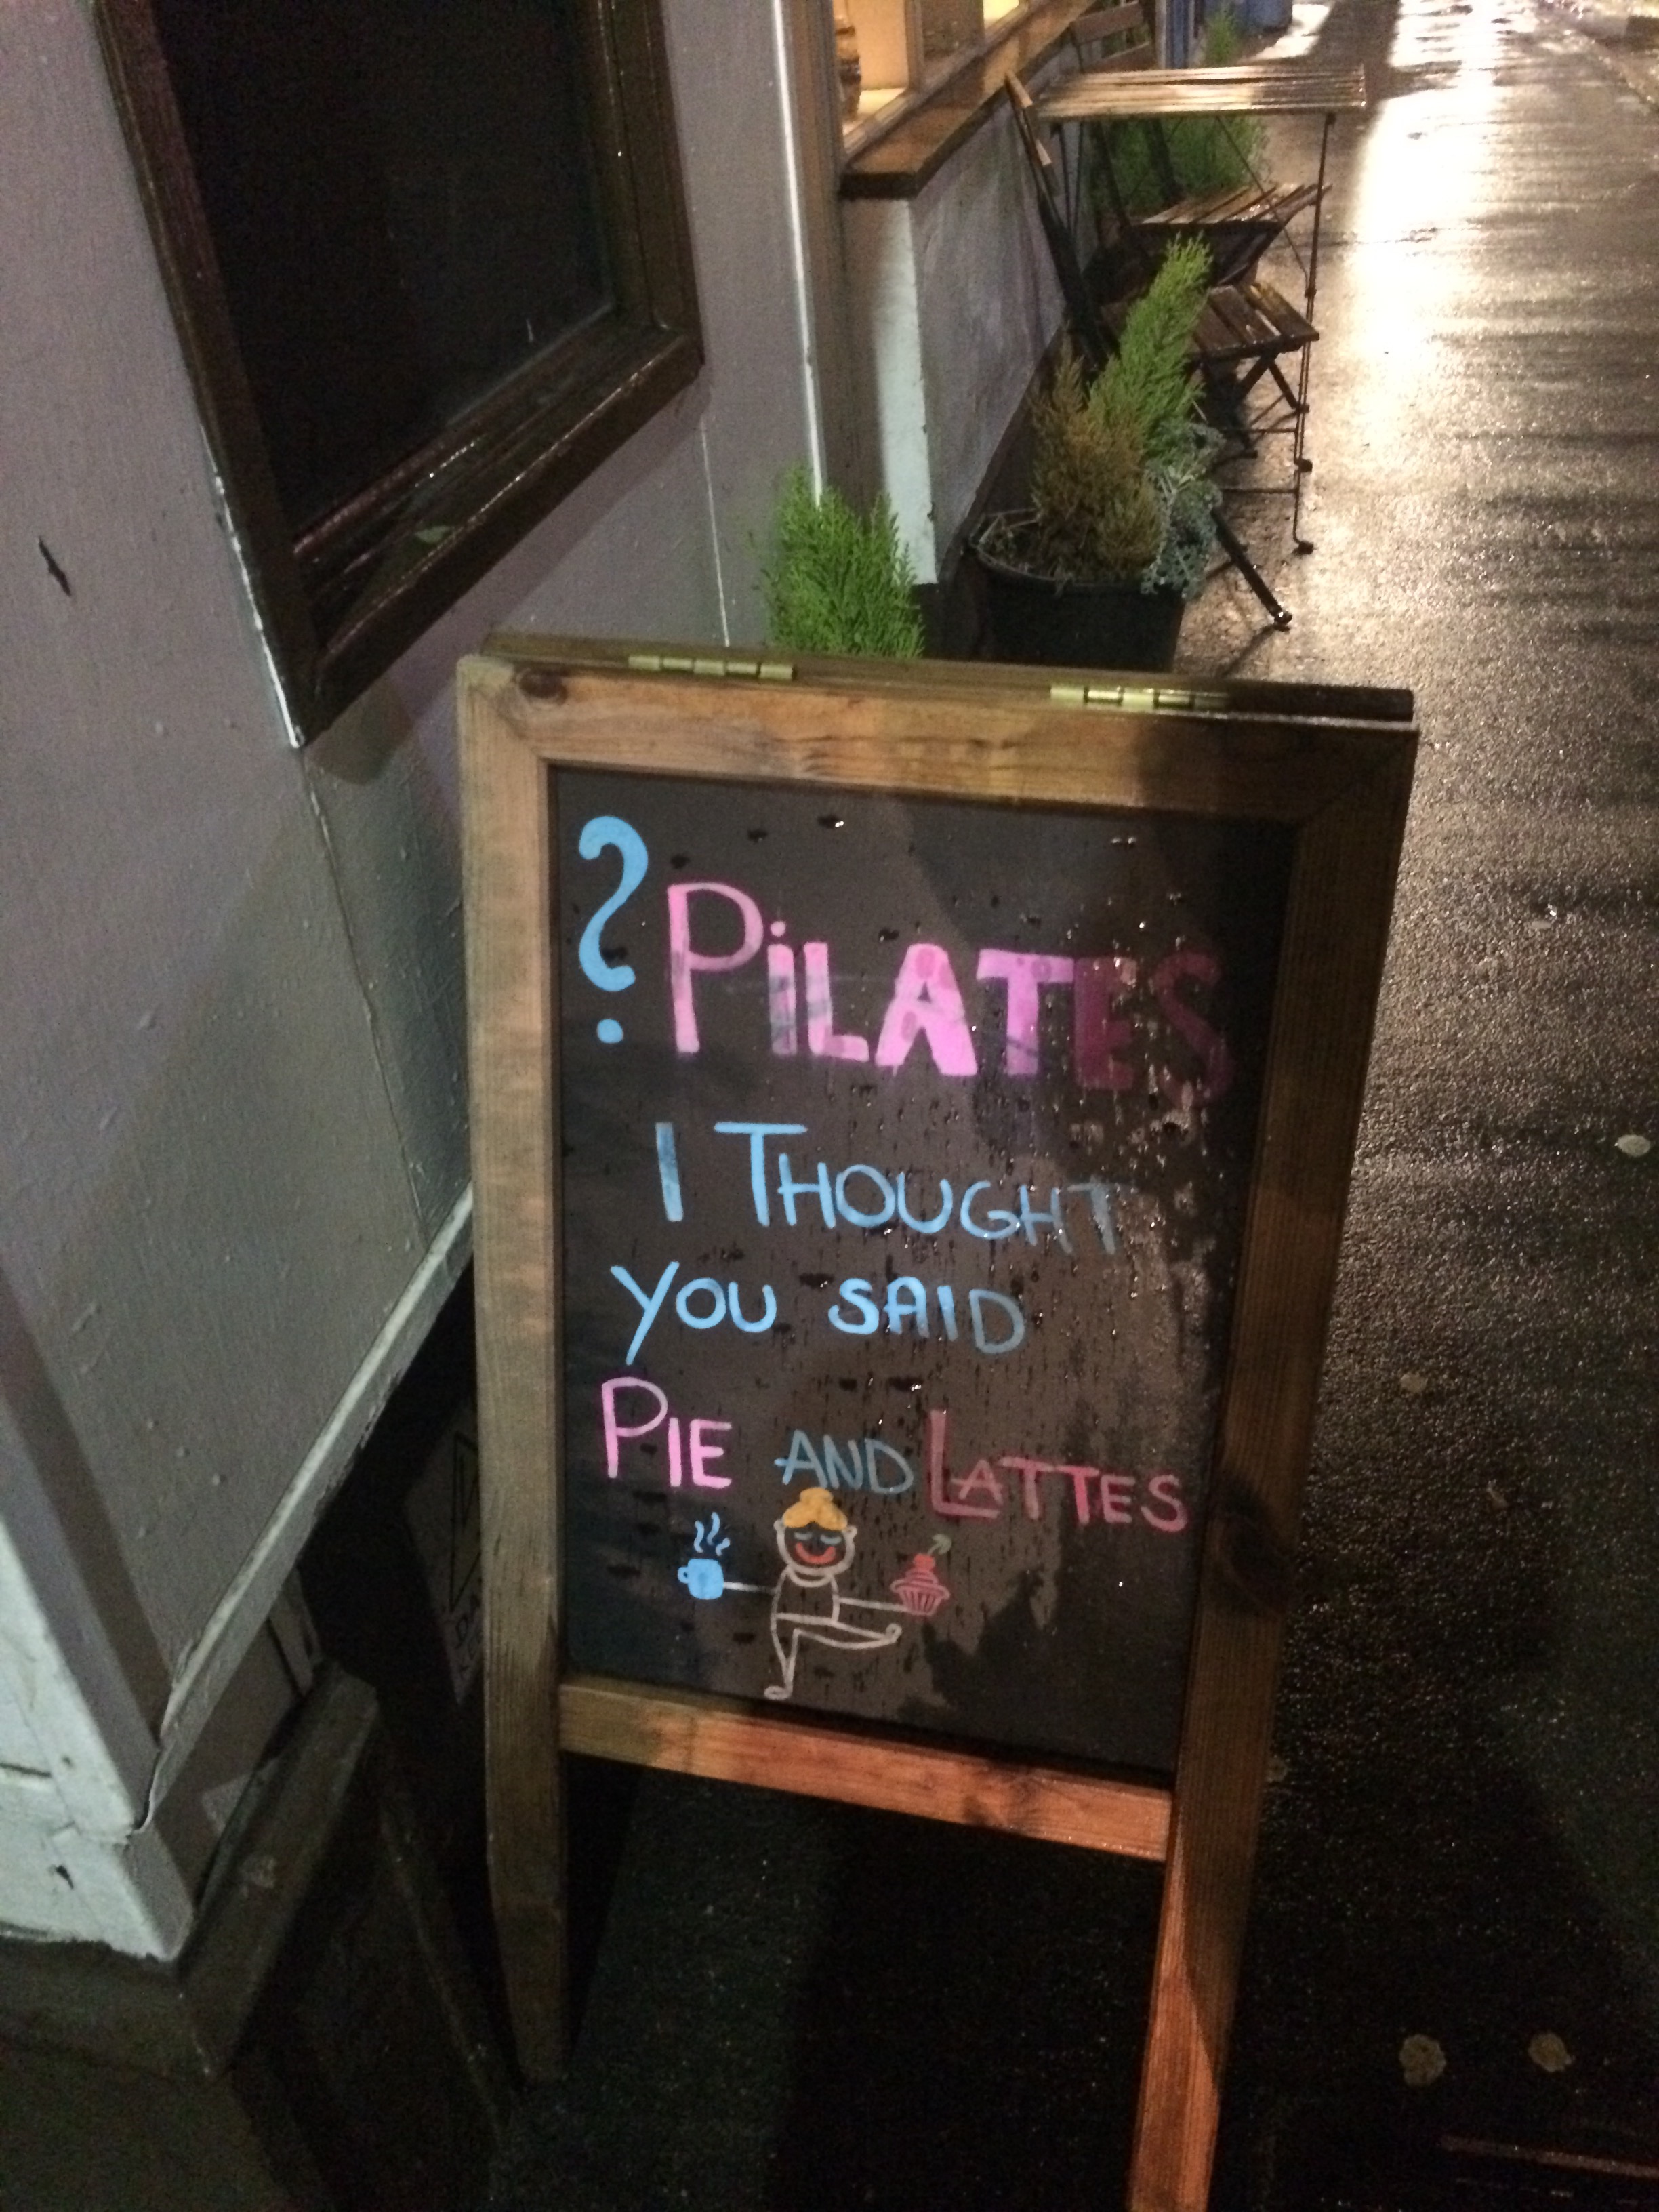 ? PiLATES
I THOUGHT
YOU SAID
PIE AND LATTES